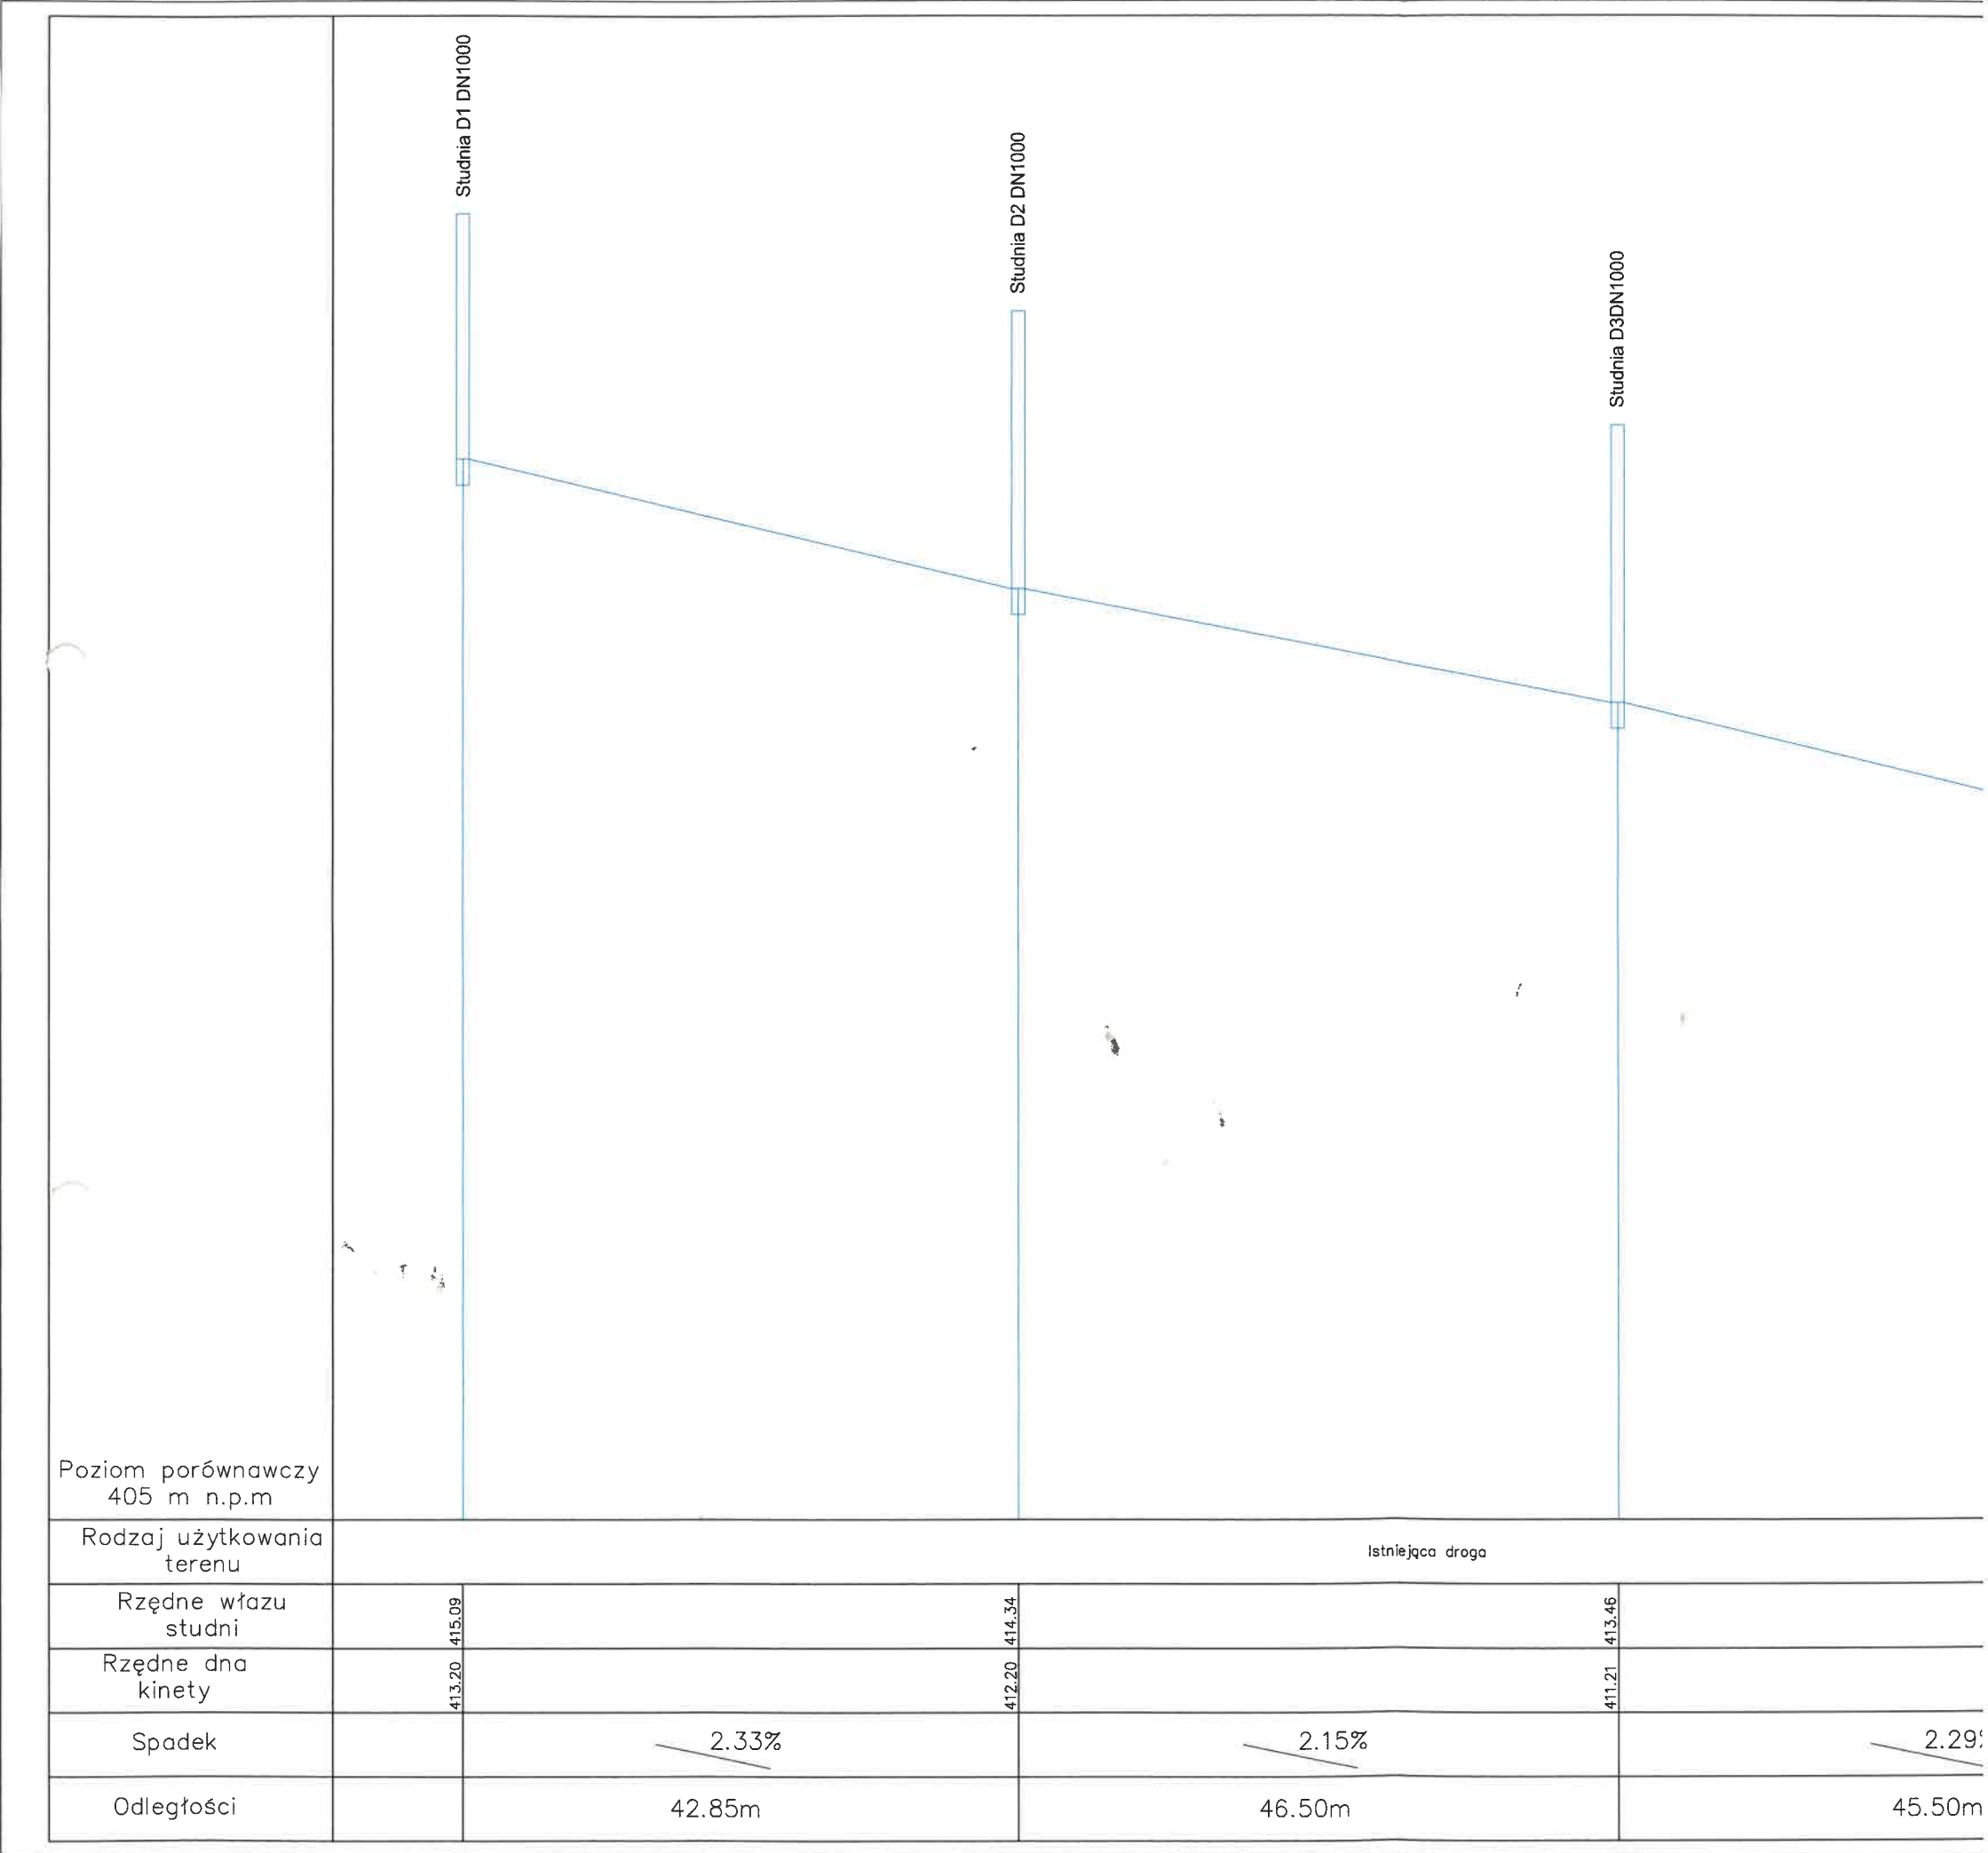 Studnia D1 DN1000
Studnia D2 DN1000
Studnia D3DN1000
Poziom porównawczy
405 m n.p.m
Rodzaj użytkowania
terenu
Istniejąca droga
Rzędne włazu
studni
415.09
414.34
413.46
Rzędne dna
kinety
413.20
412.20
411.21
Spadek
2.33%
2.15%
2.29
Odległości
42.85m
46.50m
45.50m